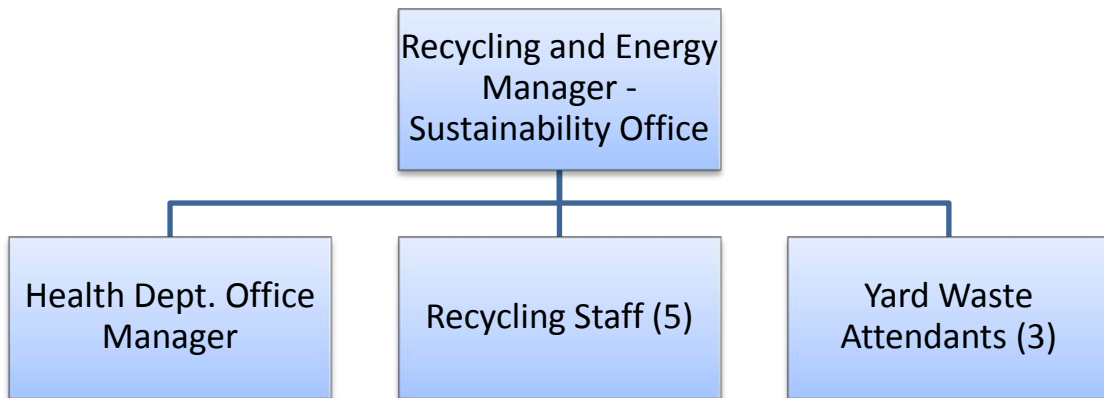 Recycling and Energy
Manager -
Sustainability Office
Health Dept. Office
Manager
Recycling Staff (5)
Yard Waste
Attendants (3)